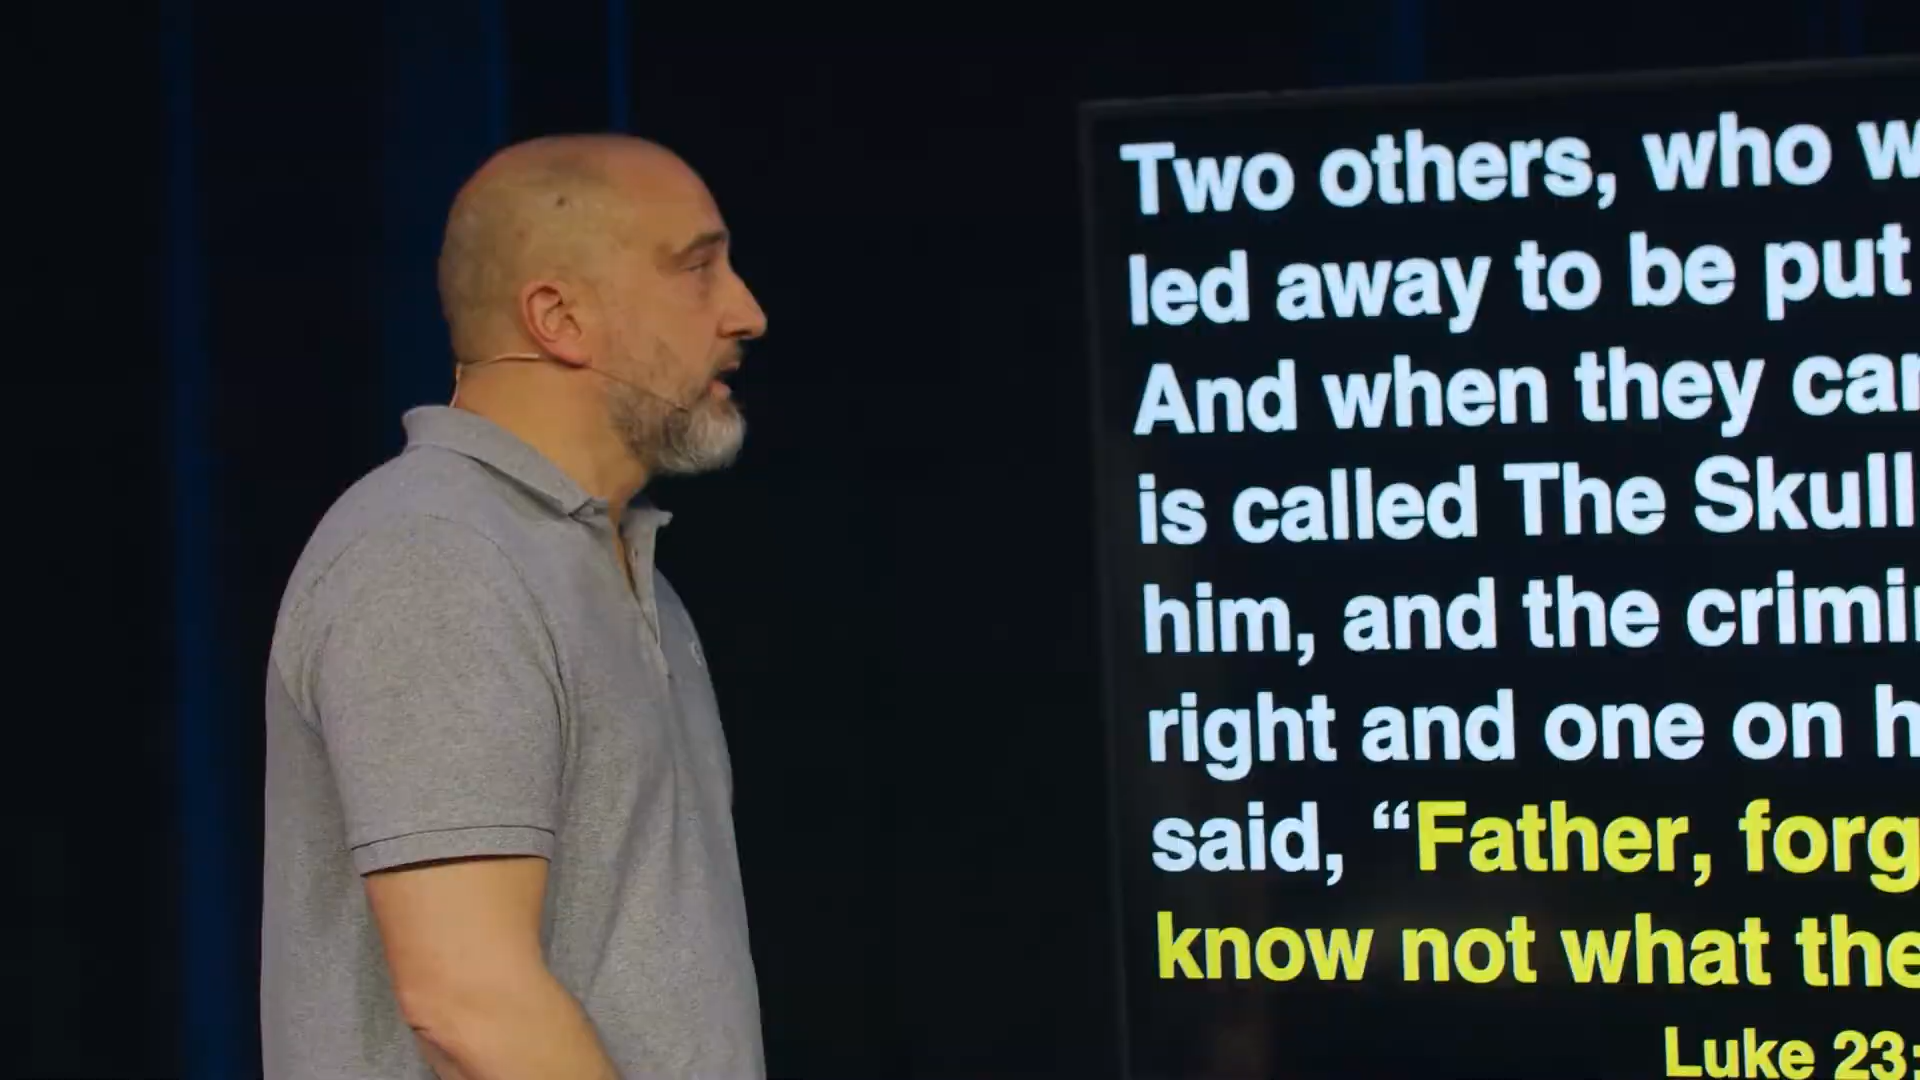 Two others, who w
led away to be put
And when they car
is called The Skull
him, and the crimi
right and one on h
said, “Father, forg
know not what the
Luke 23: